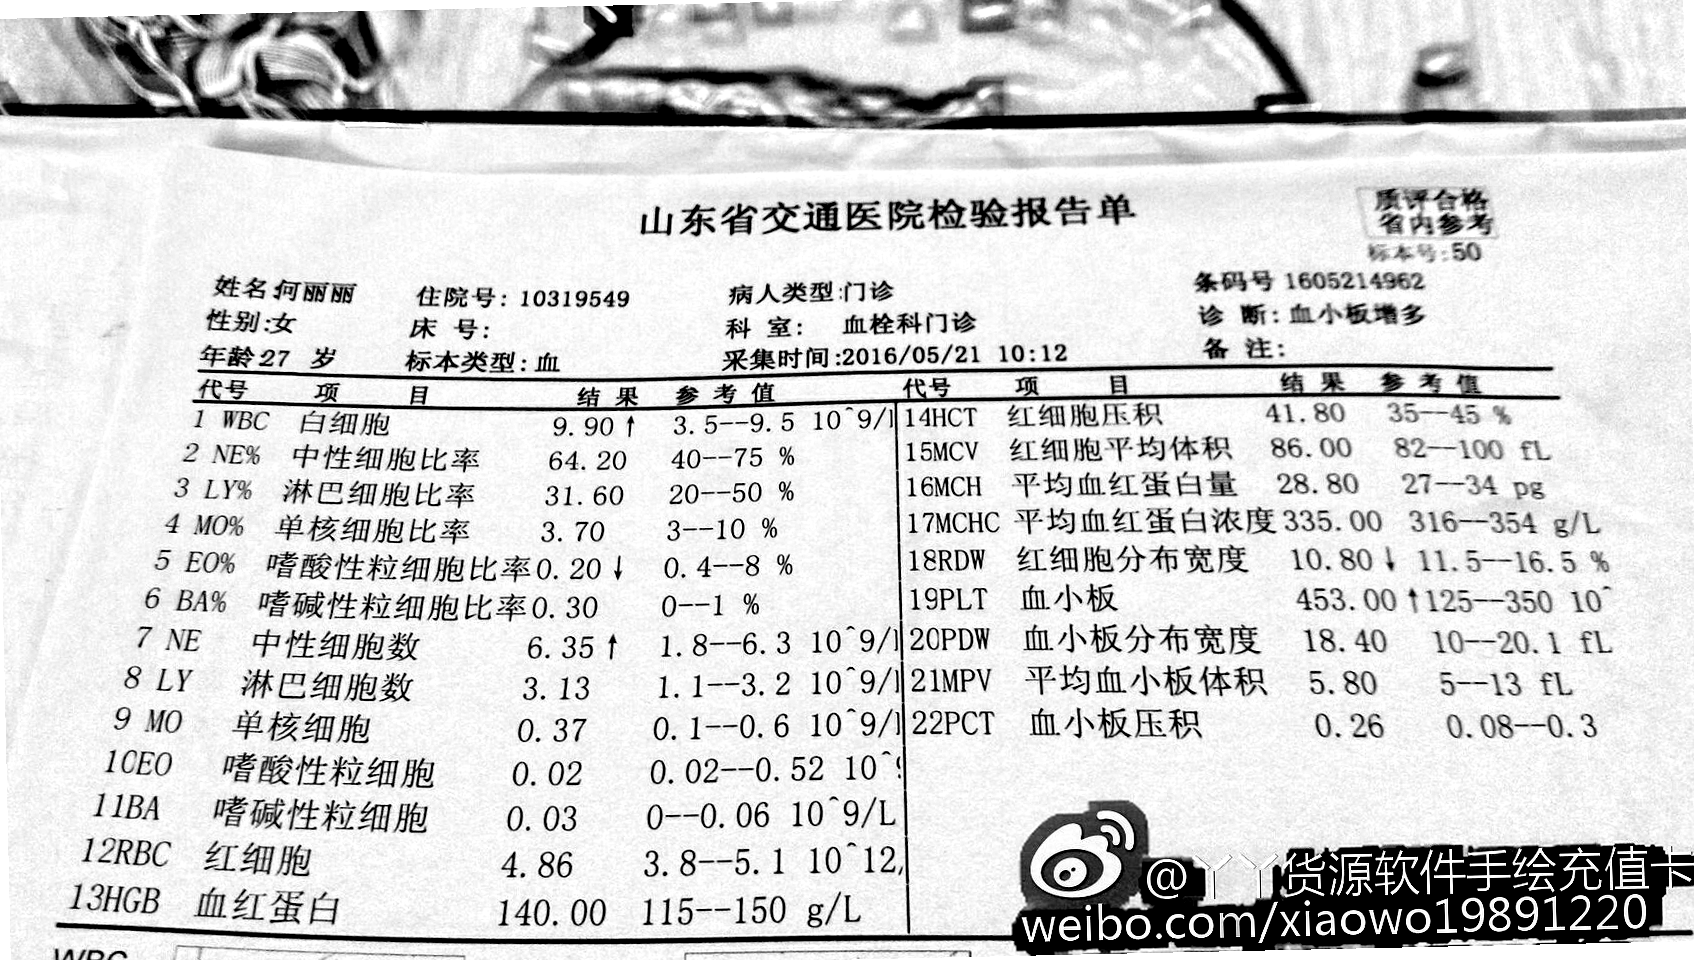 山东省交通医院检验报告单
质评合格
省内参考
标本号:50
姓名:何丽丽 住院号: 10319549 病人类型:门诊 条码号 1605214962
性别:女 床 号: 科 室: 血栓科门诊 诊 断: 血小板增多
年龄:27 岁 标本类型:血 采集时间:2016/05/21 10:12 备 注:
代号 项 目 结 果 参 考 值 代号 项 目 结 果 参 考 值
1 WBC 白细胞 9.90↑ 3.5--9.5 10^9/l 14HCT 红细胞压积 41.80 35--45 %
2 NE% 中性细胞比率 64.20 40--75 % 15MCV 红细胞平均体积 86.00 82--100 fL
3 LY% 淋巴细胞比率 31.60 20--50 % 16MCH 平均血红蛋白量 28.80 27--34 pg
4 MO% 单核细胞比率 3.70 3--10 % 17MCHC 平均血红蛋白浓度 335.00 316--354 g/L
5 EO% 嗜酸性粒细胞比率 0.20↓ 0.4--8 % 18RDW 红细胞分布宽度 10.80↓ 11.5--16.5 %
6 BA% 嗜碱性粒细胞比率 0.30 0--1 % 19PLT 血小板 453.00↑ 125--350 10^
7 NE 中性细胞数 6.35↑ 1.8--6.3 10^9/l 20PDW 血小板分布宽度 18.40 10--20.1 fL
8 LY 淋巴细胞数 3.13 1.1--3.2 10^9/l 21MPV 平均血小板体积 5.80 5--13 fL
9 MO 单核细胞 0.37 0.1--0.6 10^9/l 22PCT 血小板压积 0.26 0.08--0.3
10EO 嗜酸性粒细胞 0.02 0.02--0.52 10^9
11BA 嗜碱性粒细胞 0.03 0--0.06 10^9/L
12RBC 红细胞 4.86 3.8--5.1 10^12/
13HGB 血红蛋白 140.00 115--150 g/L
WBC
@丫丫货源软件手绘充值卡
weibo.com/xiaowo19891220